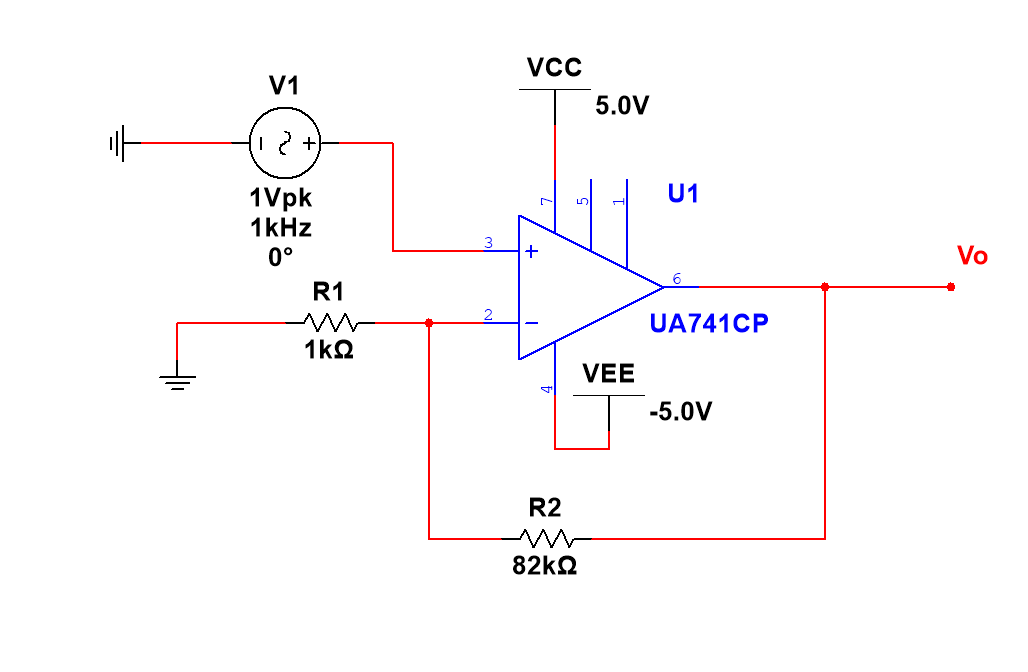 VCC
5.0V
V1
1Vpk
1kHz
0°
7
5
1
U1
3
+
Vo
6
R1
2
1kΩ
UA741CP
4
VEE
-5.0V
R2
82kΩ